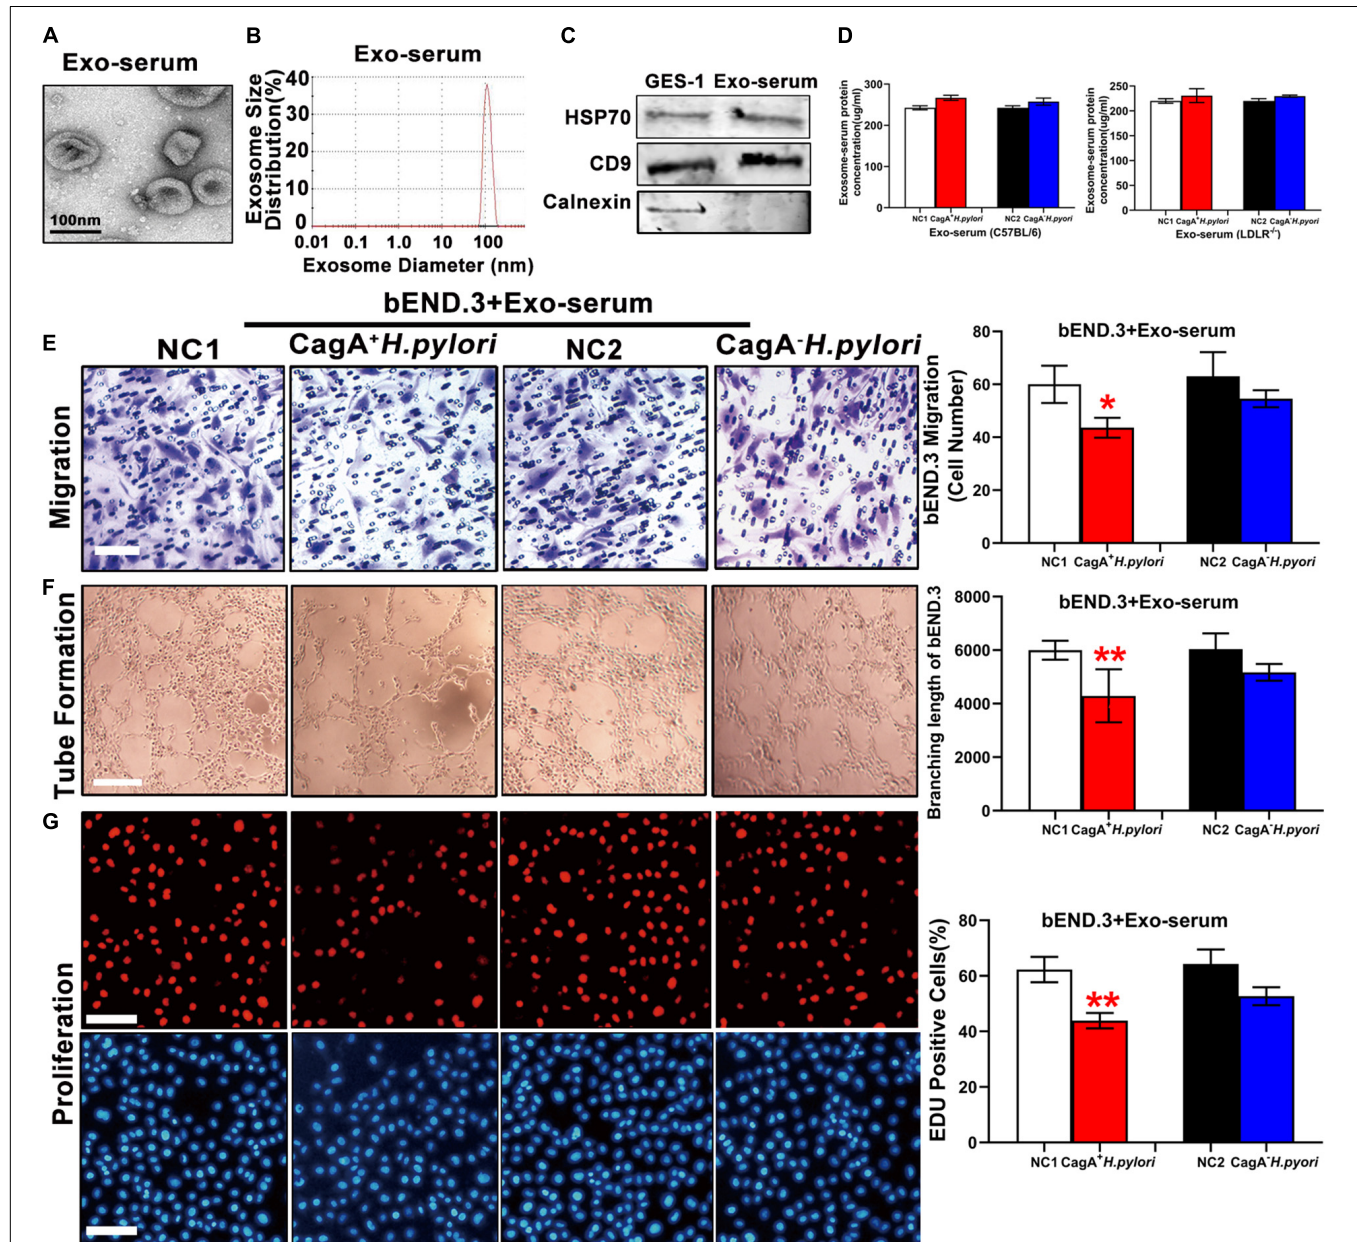 A
Exo-serum
100nm
B
Exo-serum
Exosome Size
Distribution(%)
40
30
20
10
0
0.01 0.1 1.0 10 100
Exosome Diameter (nm)
C
GES-1 Exo-serum
HSP70
CD9
Calnexin
D
Exosome-serum protein
concentration(ug/ml)
300
200
100
0
NC1 CagA⁺H.pylori NC2 CagA⁻H.pyori
Exo-serum (C57BL/6)
Exosome-serum protein
concentration(ug/ml)
250
200
150
100
50
0
NC1 CagA⁺H.pylori NC2 CagA⁻H.pyori
Exo-serum (LDLR⁻/⁻)
bEND.3+Exo-serum
E
NC1 CagA⁺H.pylori NC2 CagA⁻H.pylori
Migration
bEND.3+Exo-serum
bEND.3 Migration
(Cell Number)
80
60
40
20
0
*
NC1 CagA⁺H.pylori NC2 CagA⁻H.pyori
F
Tube Formation
bEND.3+Exo-serum
Branching length of bEND.3
8000
6000
4000
2000
0
**
NC1 CagA⁺H.pylori NC2 CagA⁻H.pyori
G
Proliferation
bEND.3+Exo-serum
EDU Positive Cells(%)
80
60
40
20
0
**
NC1 CagA⁺H.pylori NC2 CagA⁻H.pyori